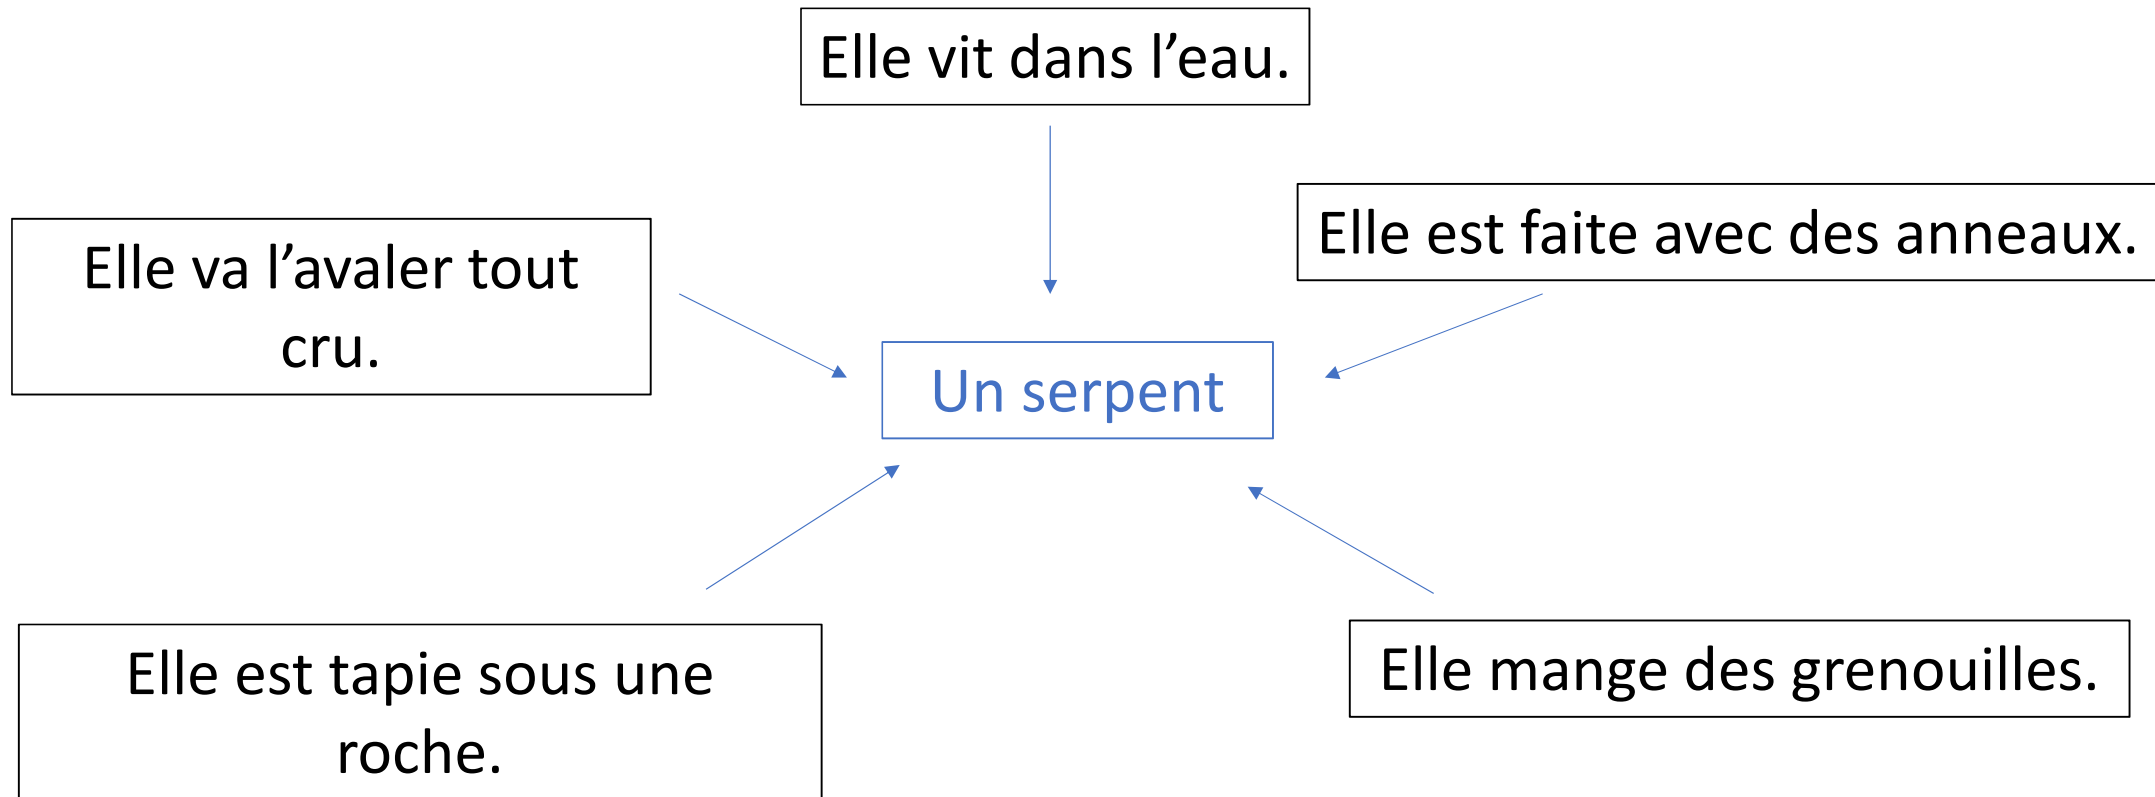 Elle vit dans l’eau.
Elle est faite avec des anneaux.
Elle va l’avaler tout
cru.
Un serpent
Elle est tapie sous une
roche.
Elle mange des grenouilles.